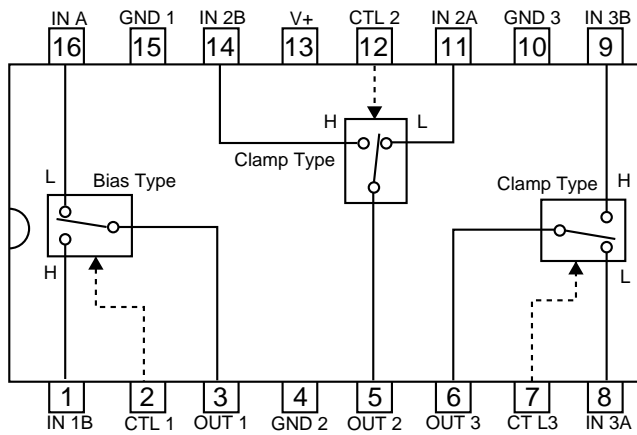 IN A GND 1 IN 2B V+ CTL 2 IN 2A GND 3 IN 3B
16 15 14 13 12 11 10 9
H L
Clamp Type
L Bias Type Clamp Type H
H L
1 2 3 4 5 6 7 8
IN 1B CTL 1 OUT 1 GND 2 OUT 2 OUT 3 CT L3 IN 3A